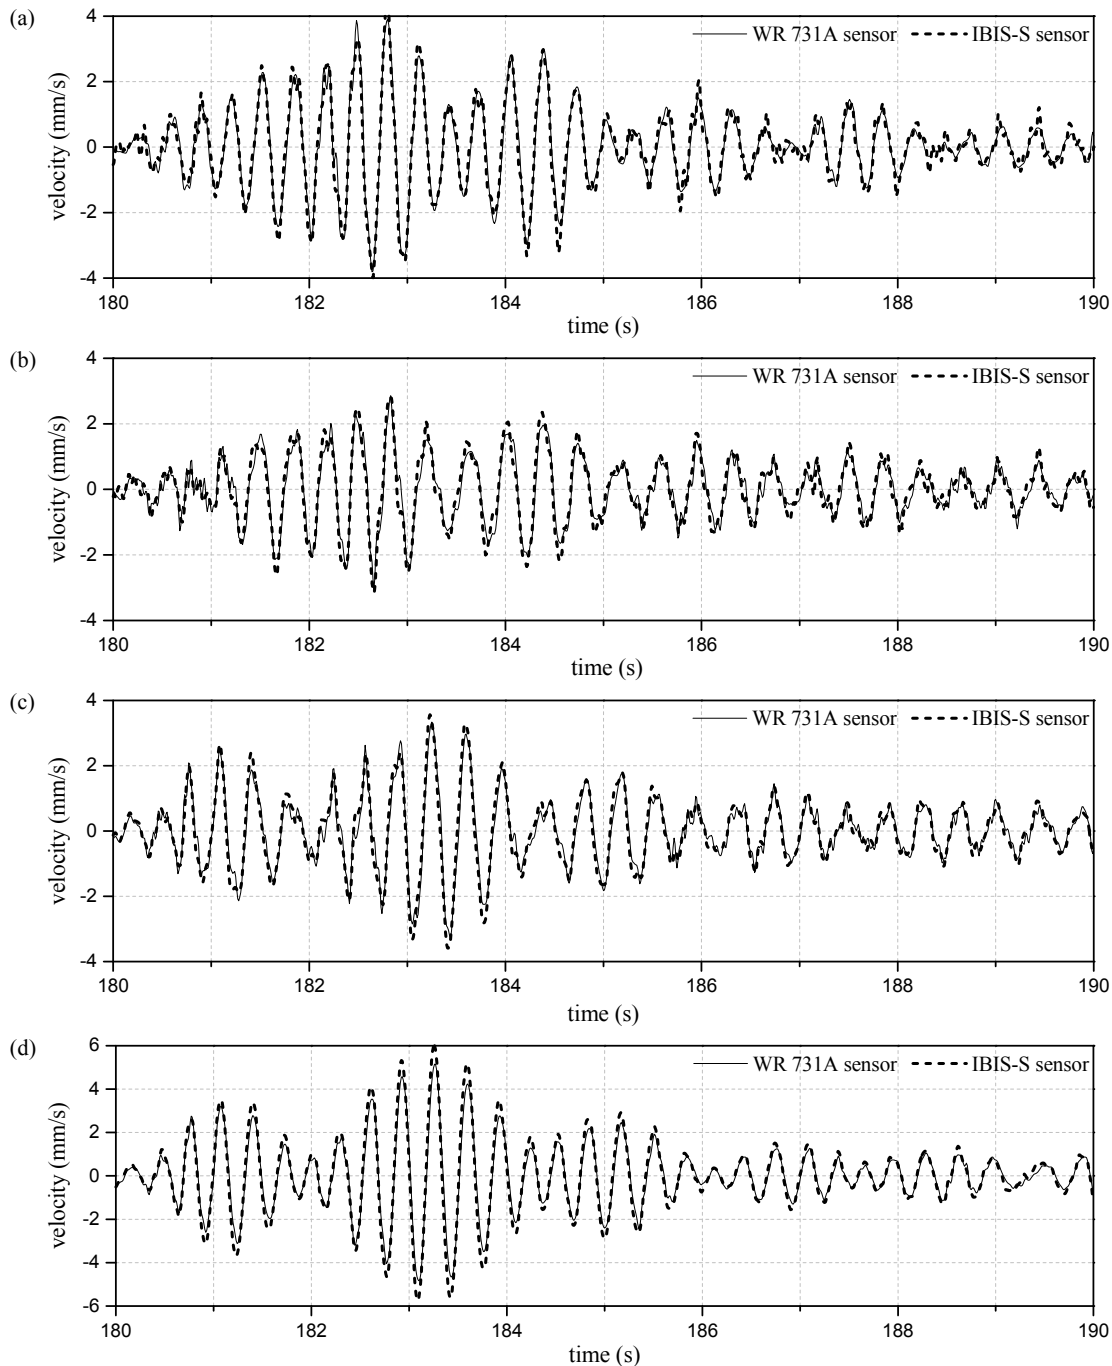 (a)
4
WR 731A sensor IBIS-S sensor
2
0
-2
-4
velocity (mm/s)
180 182 184 186 188 190
time (s)
(b)
4
WR 731A sensor IBIS-S sensor
2
0
-2
-4
velocity (mm/s)
180 182 184 186 188 190
time (s)
(c)
4
WR 731A sensor IBIS-S sensor
2
0
-2
-4
velocity (mm/s)
180 182 184 186 188 190
time (s)
(d)
6
WR 731A sensor IBIS-S sensor
4
2
0
-2
-4
-6
velocity (mm/s)
180 182 184 186 188 190
time (s)